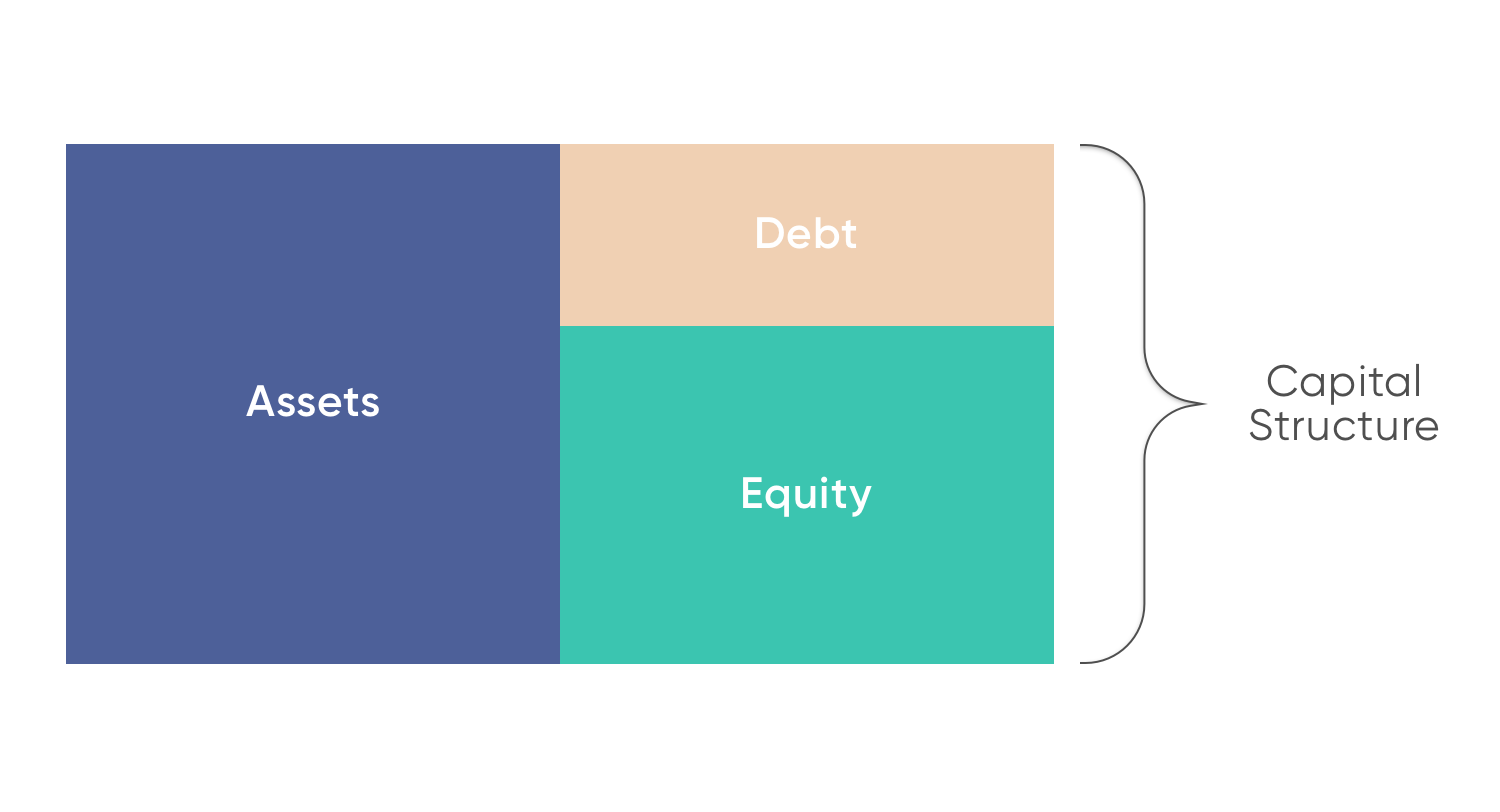 Debt
Assets
Equity
Capital
Structure